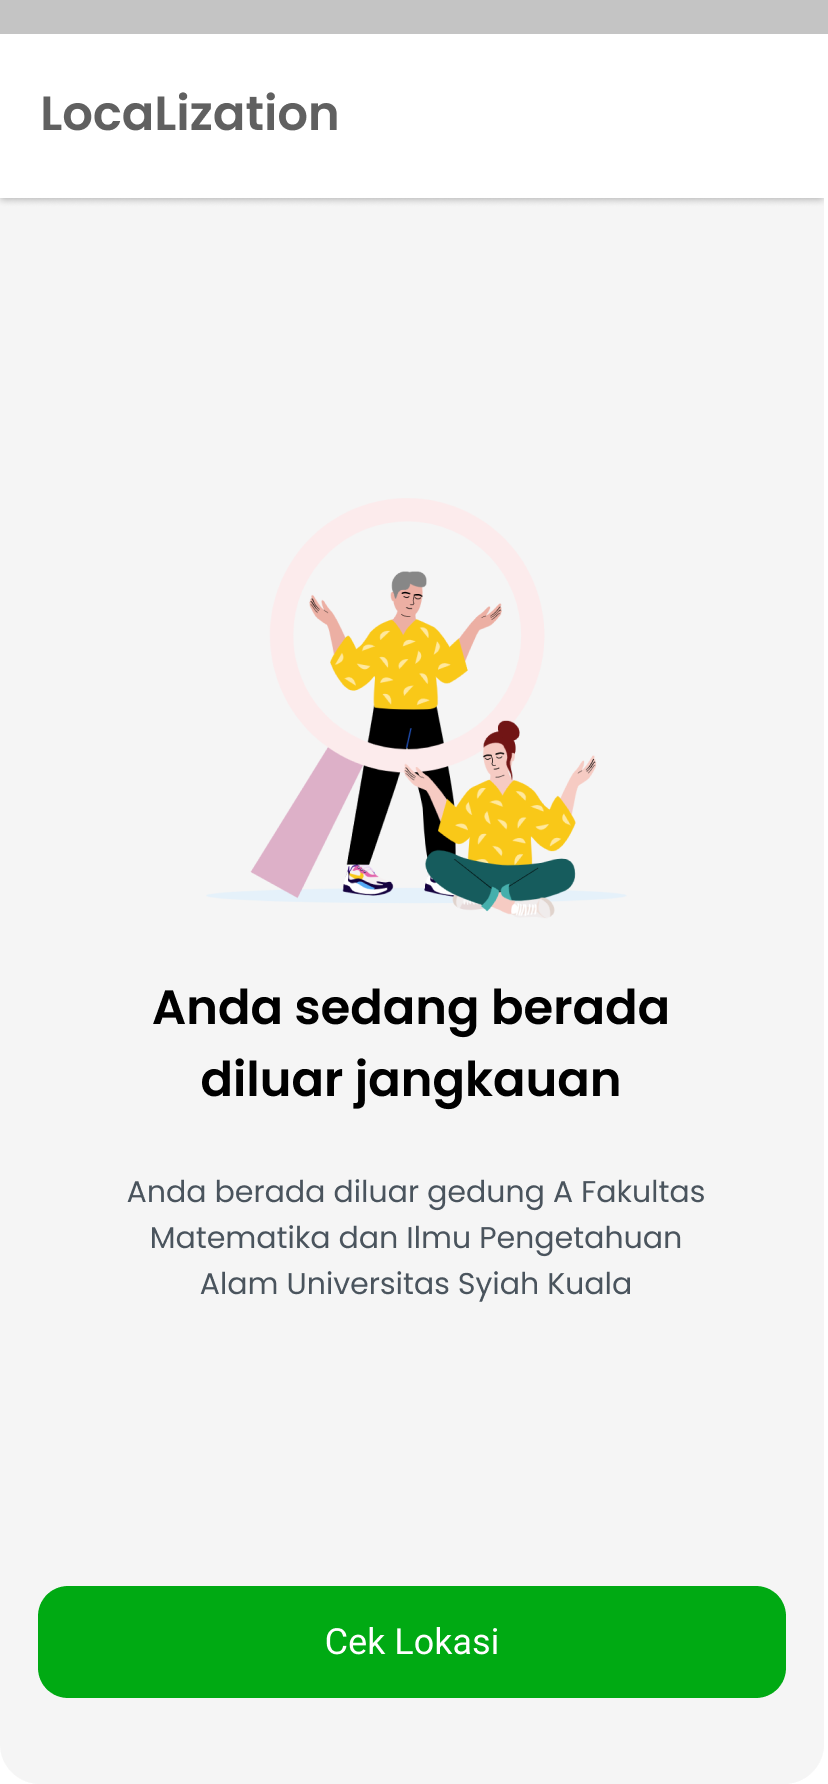 LocaLization
Anda sedang berada
diluar jangkauan
Anda berada diluar gedung A Fakultas
Matematika dan Ilmu Pengetahuan
Alam Universitas Syiah Kuala
Cek Lokasi